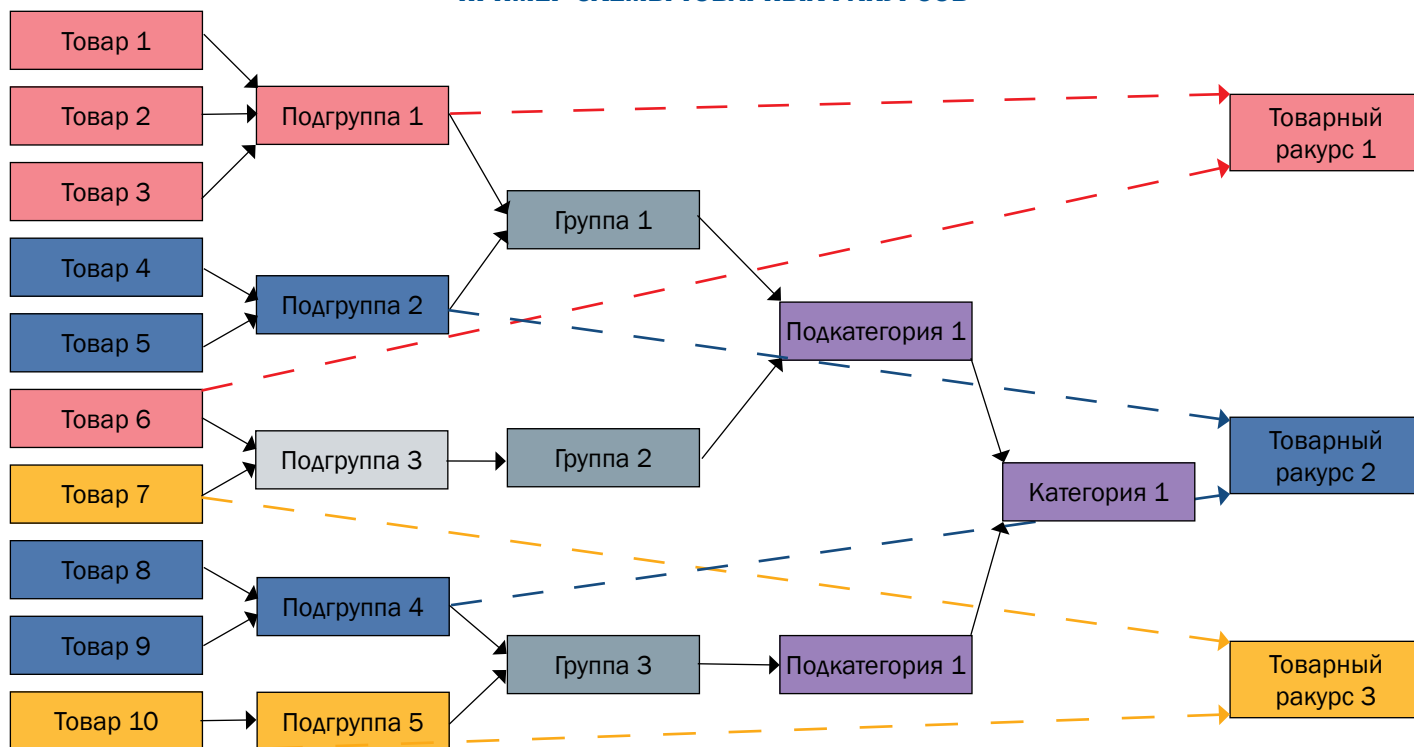 Товар 1
Товар 2
Товар 3
Товар 4
Товар 5
Товар 6
Товар 7
Товар 8
Товар 9
Товар 10
Подгруппа 1
Подгруппа 2
Подгруппа 3
Подгруппа 4
Подгруппа 5
Группа 1
Группа 2
Группа 3
Подкатегория 1
Подкатегория 1
Категория 1
Товарный
ракурс 1
Товарный
ракурс 2
Товарный
ракурс 3